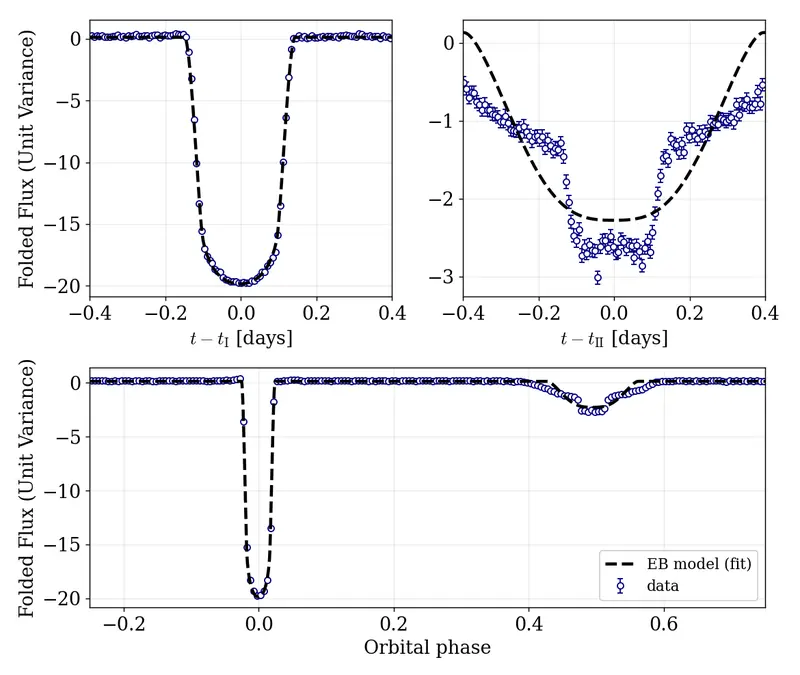 Folded Flux (Unit Variance)
0
−5
−10
−15
−20
−0.4 −0.2 0.0 0.2 0.4
t − tI [days]
0
−1
−2
−3
−0.4 −0.2 0.0 0.2 0.4
t − tII [days]
Folded Flux (Unit Variance)
0
−5
−10
−15
−20
−0.2 0.0 0.2 0.4 0.6
Orbital phase
EB model (fit)
data